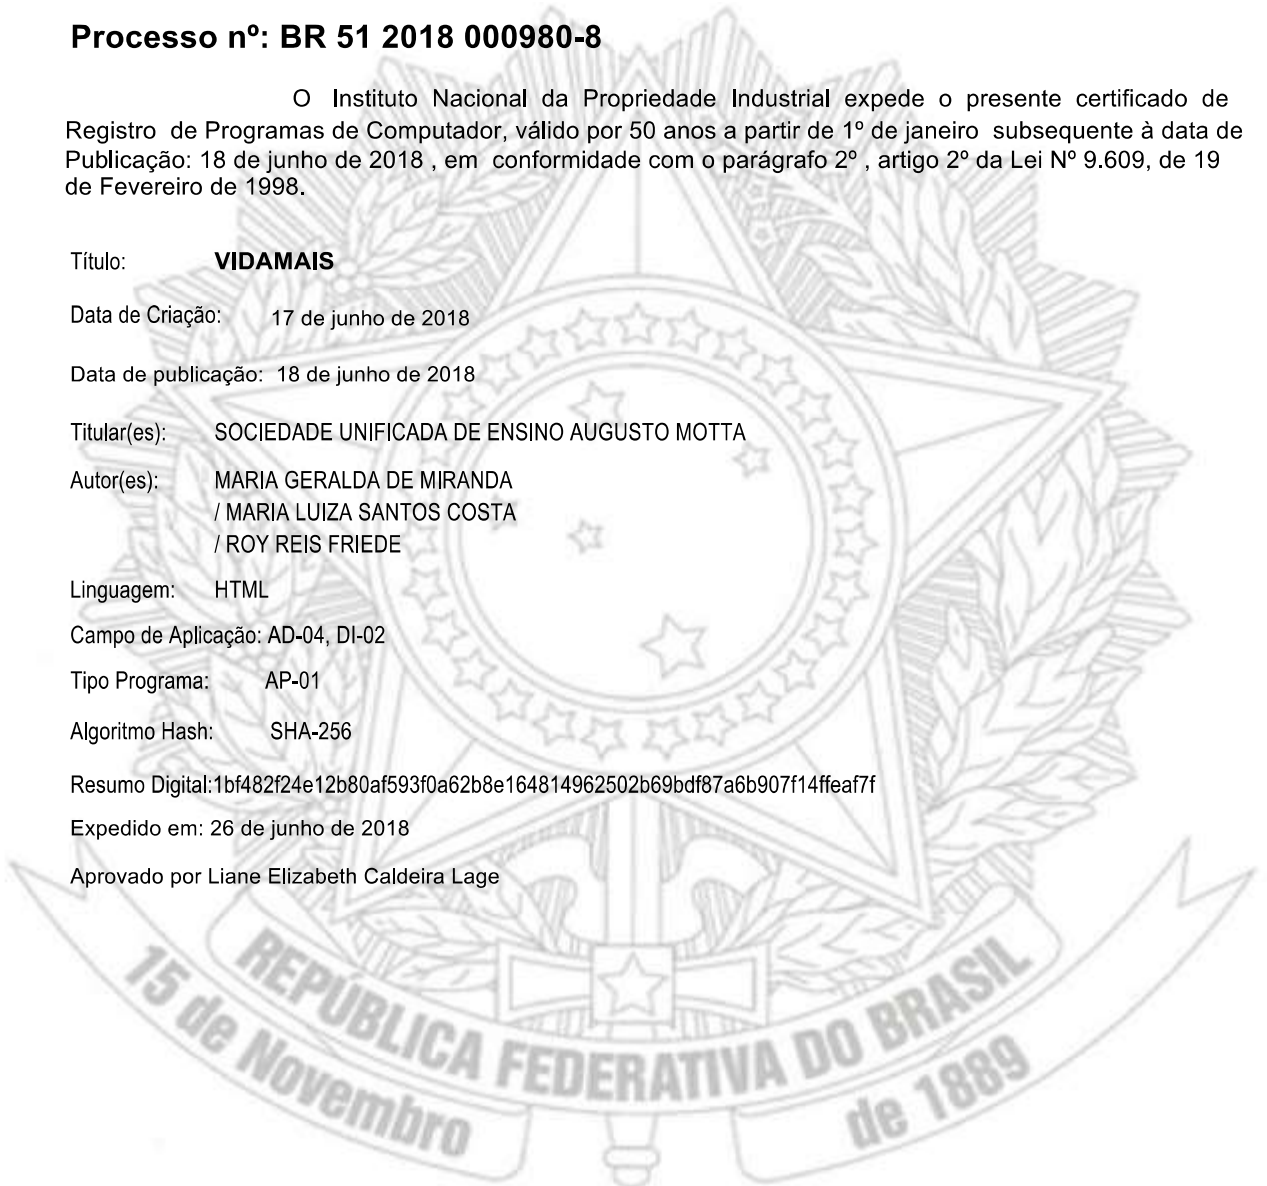 Processo nº: BR 51 2018 000980-8
O Instituto Nacional da Propriedade Industrial expede o presente certificado de
Registro de Programas de Computador, válido por 50 anos a partir de 1º de janeiro subsequente à data de
Publicação: 18 de junho de 2018 , em conformidade com o parágrafo 2º , artigo 2º da Lei Nº 9.609, de 19
de Fevereiro de 1998.
Título: VIDAMAIS
Data de Criação: 17 de junho de 2018
Data de publicação: 18 de junho de 2018
Titular(es): SOCIEDADE UNIFICADA DE ENSINO AUGUSTO MOTTA
Autor(es): MARIA GERALDA DE MIRANDA
/ MARIA LUIZA SANTOS COSTA
/ ROY REIS FRIEDE
Linguagem: HTML
Campo de Aplicação: AD-04, DI-02
Tipo Programa: AP-01
Algoritmo Hash: SHA-256
Resumo Digital:1bf482f24e12b80af593f0a62b8e164814962502b69bdf87a6b907f14ffeaf7f
Expedido em: 26 de junho de 2018
Aprovado por Liane Elizabeth Caldeira Lage
REPÚBLICA FEDERATIVA DO BRASIL
15 de Novembro de 1889